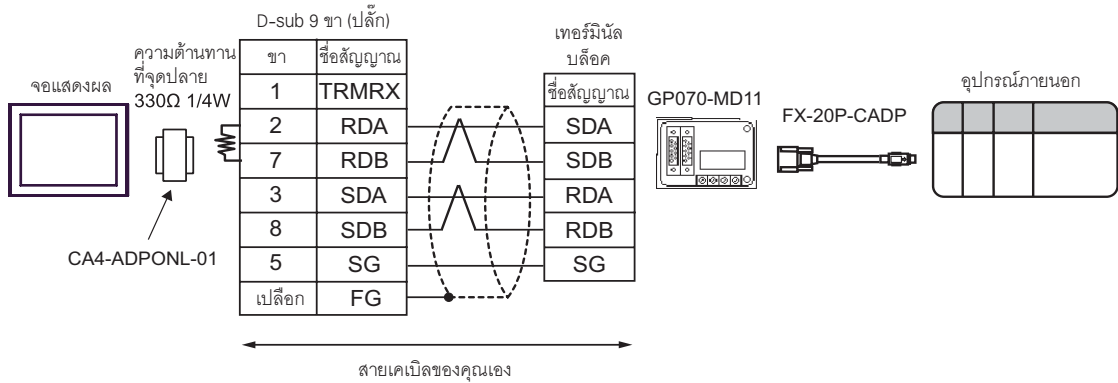 D-sub 9 ขา (ปลั๊ก)
เทอร์มินัล
บล็อค
ความต้านทาน
ที่จุดปลาย
330Ω 1/4W
จอแสดงผล
ขา ชื่อสัญญาณ
1 TRMRX
2 RDA
7 RDB
3 SDA
8 SDB
5 SG
เปลือก FG
ชื่อสัญญาณ
SDA
SDB
RDA
RDB
SG
GP070-MD11
FX-20P-CADP
อุปกรณ์ภายนอก
CA4-ADPONL-01
สายเคเบิลของคุณเอง